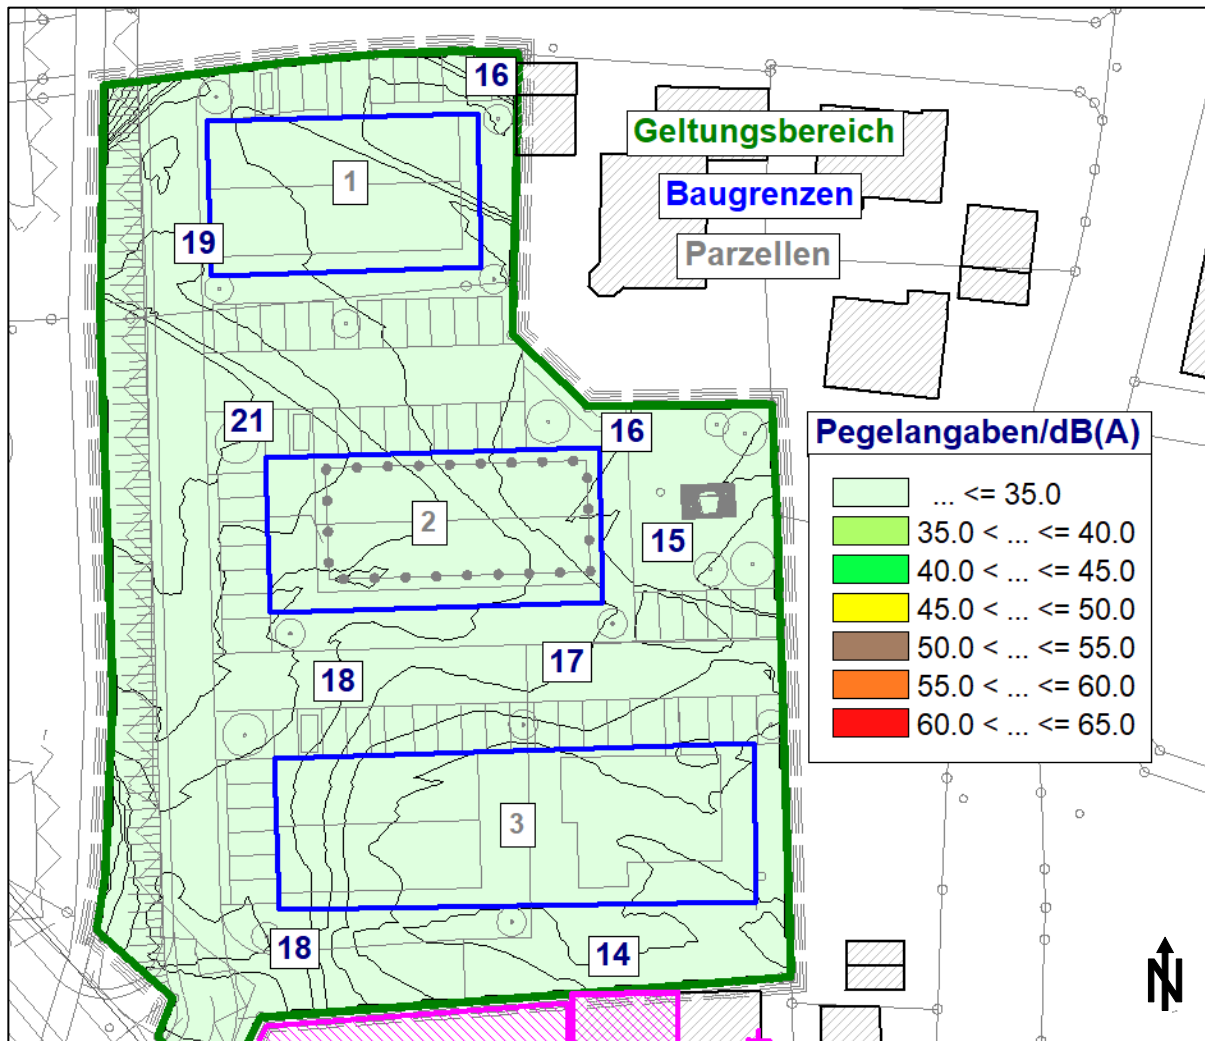 16
Geltungsbereich
1
Baugrenzen
19
Parzellen
21
16
Pegelangaben/dB(A)
... <= 35.0
35.0 < ... <= 40.0
40.0 < ... <= 45.0
45.0 < ... <= 50.0
50.0 < ... <= 55.0
55.0 < ... <= 60.0
60.0 < ... <= 65.0
2
15
17
18
3
18
14
N